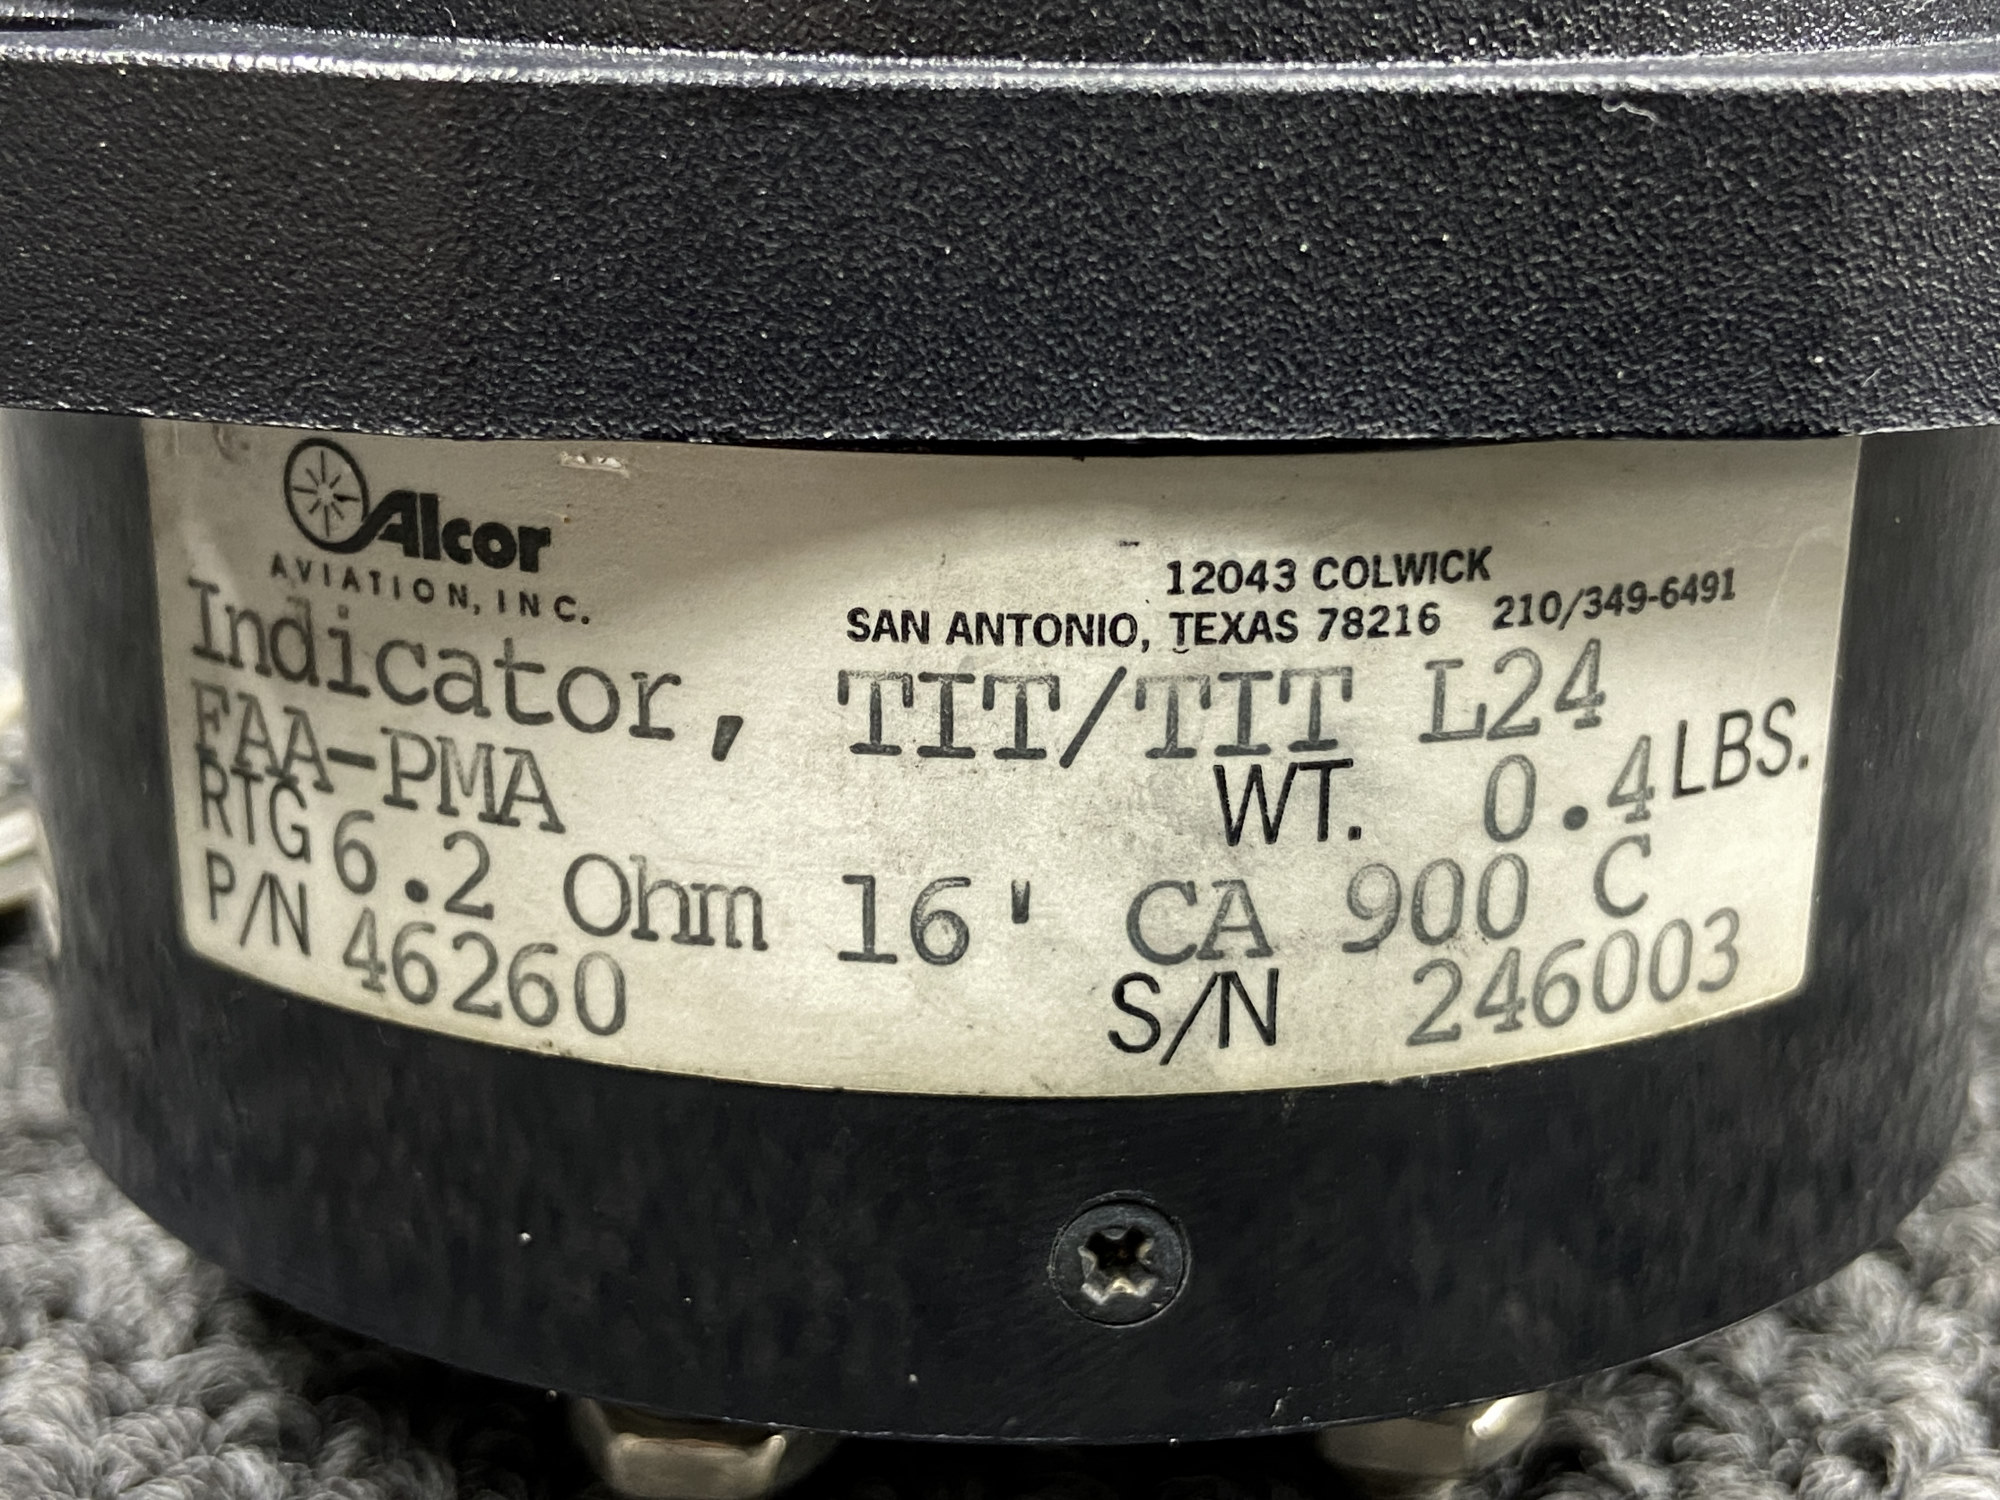 Alcor
AVIATION, INC.
12043 COLWICK
SAN ANTONIO, TEXAS 78216 210/349-6491
Indicator, TIT/TIT L24
FAA-PMA WT. 0.4 LBS.
RTG 6.2 Ohm 16' CA 900 C
P/N 46260 S/N 246003